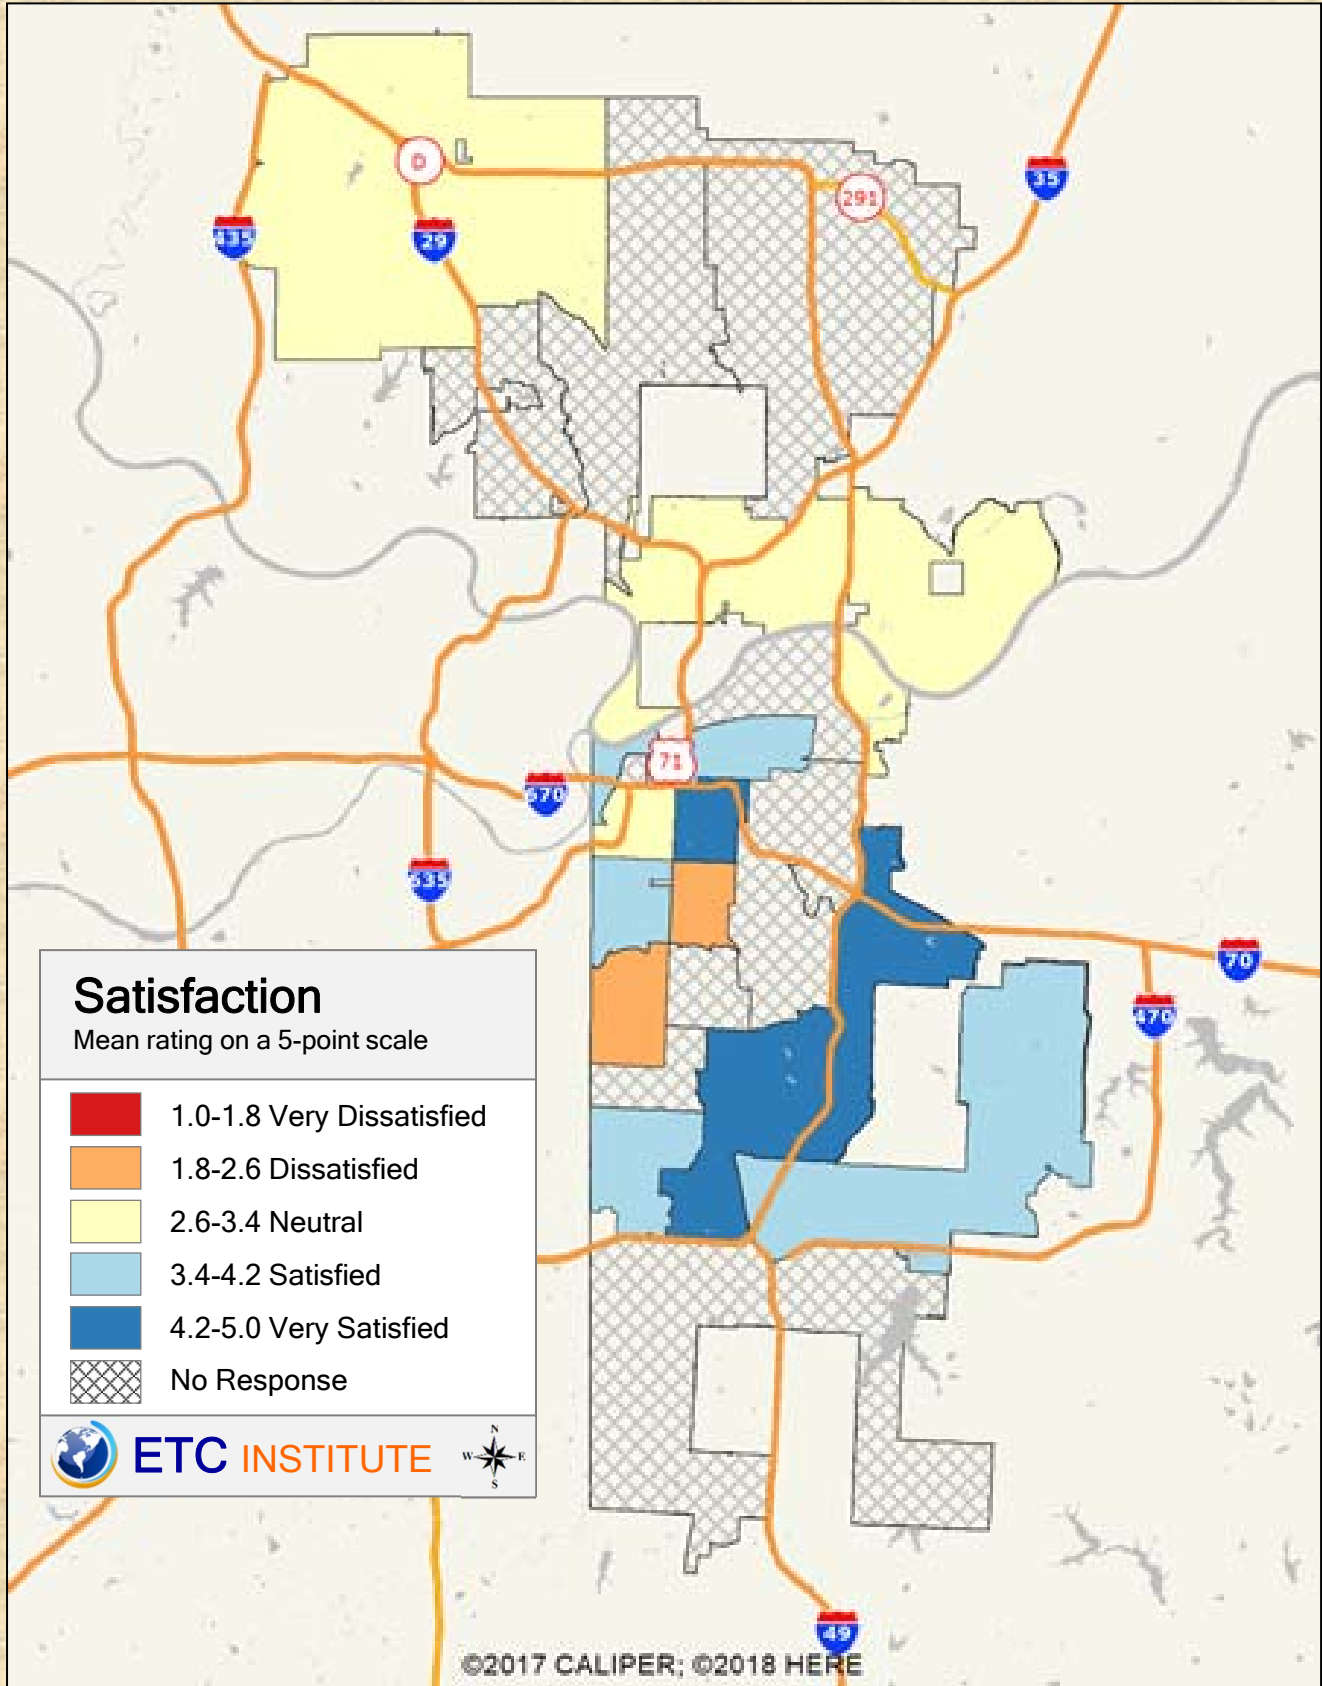 35
291
D
435
29
71
670
635
70
470
Satisfaction
Mean rating on a 5-point scale
1.0-1.8 Very Dissatisfied
1.8-2.6 Dissatisfied
2.6-3.4 Neutral
3.4-4.2 Satisfied
4.2-5.0 Very Satisfied
No Response
ETC INSTITUTE
N
W E
S
49
©2017 CALIPER; ©2018 HERE